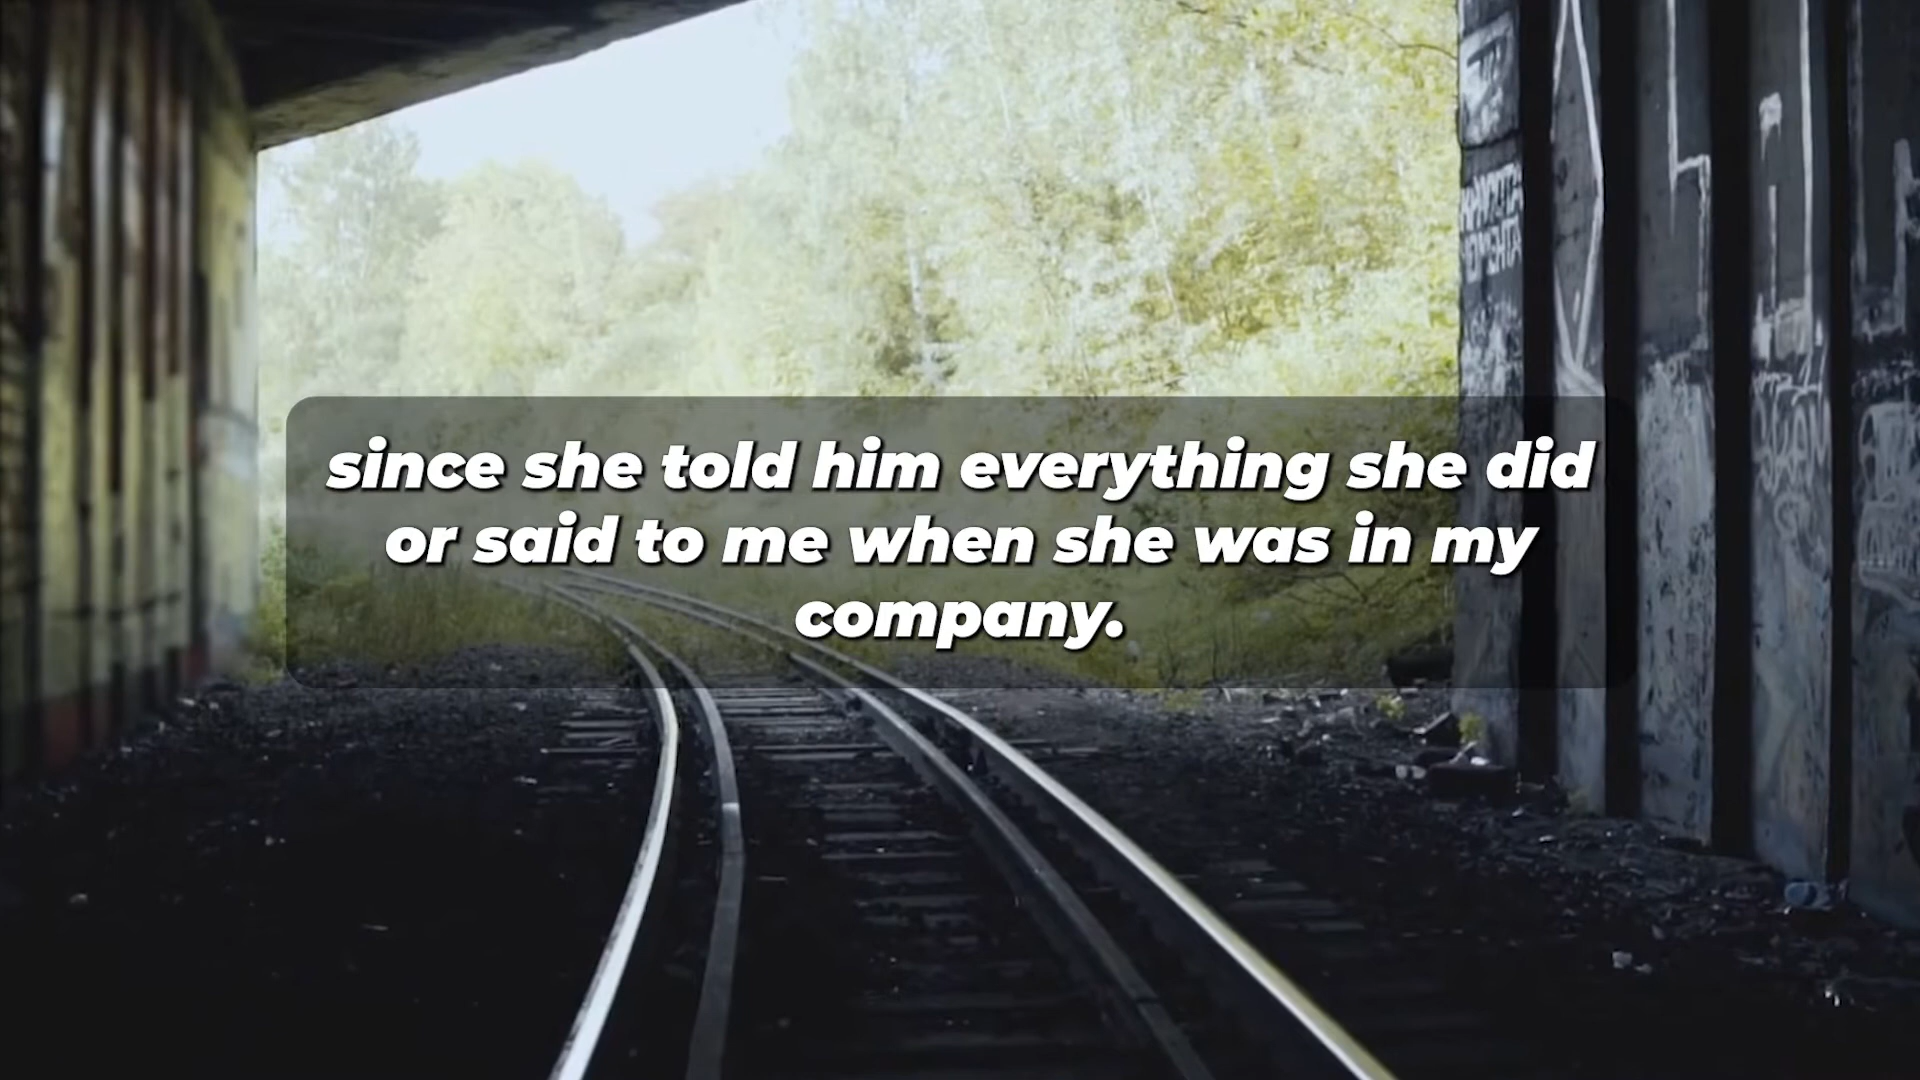 since she told him everything she did
or said to me when she was in my
company.